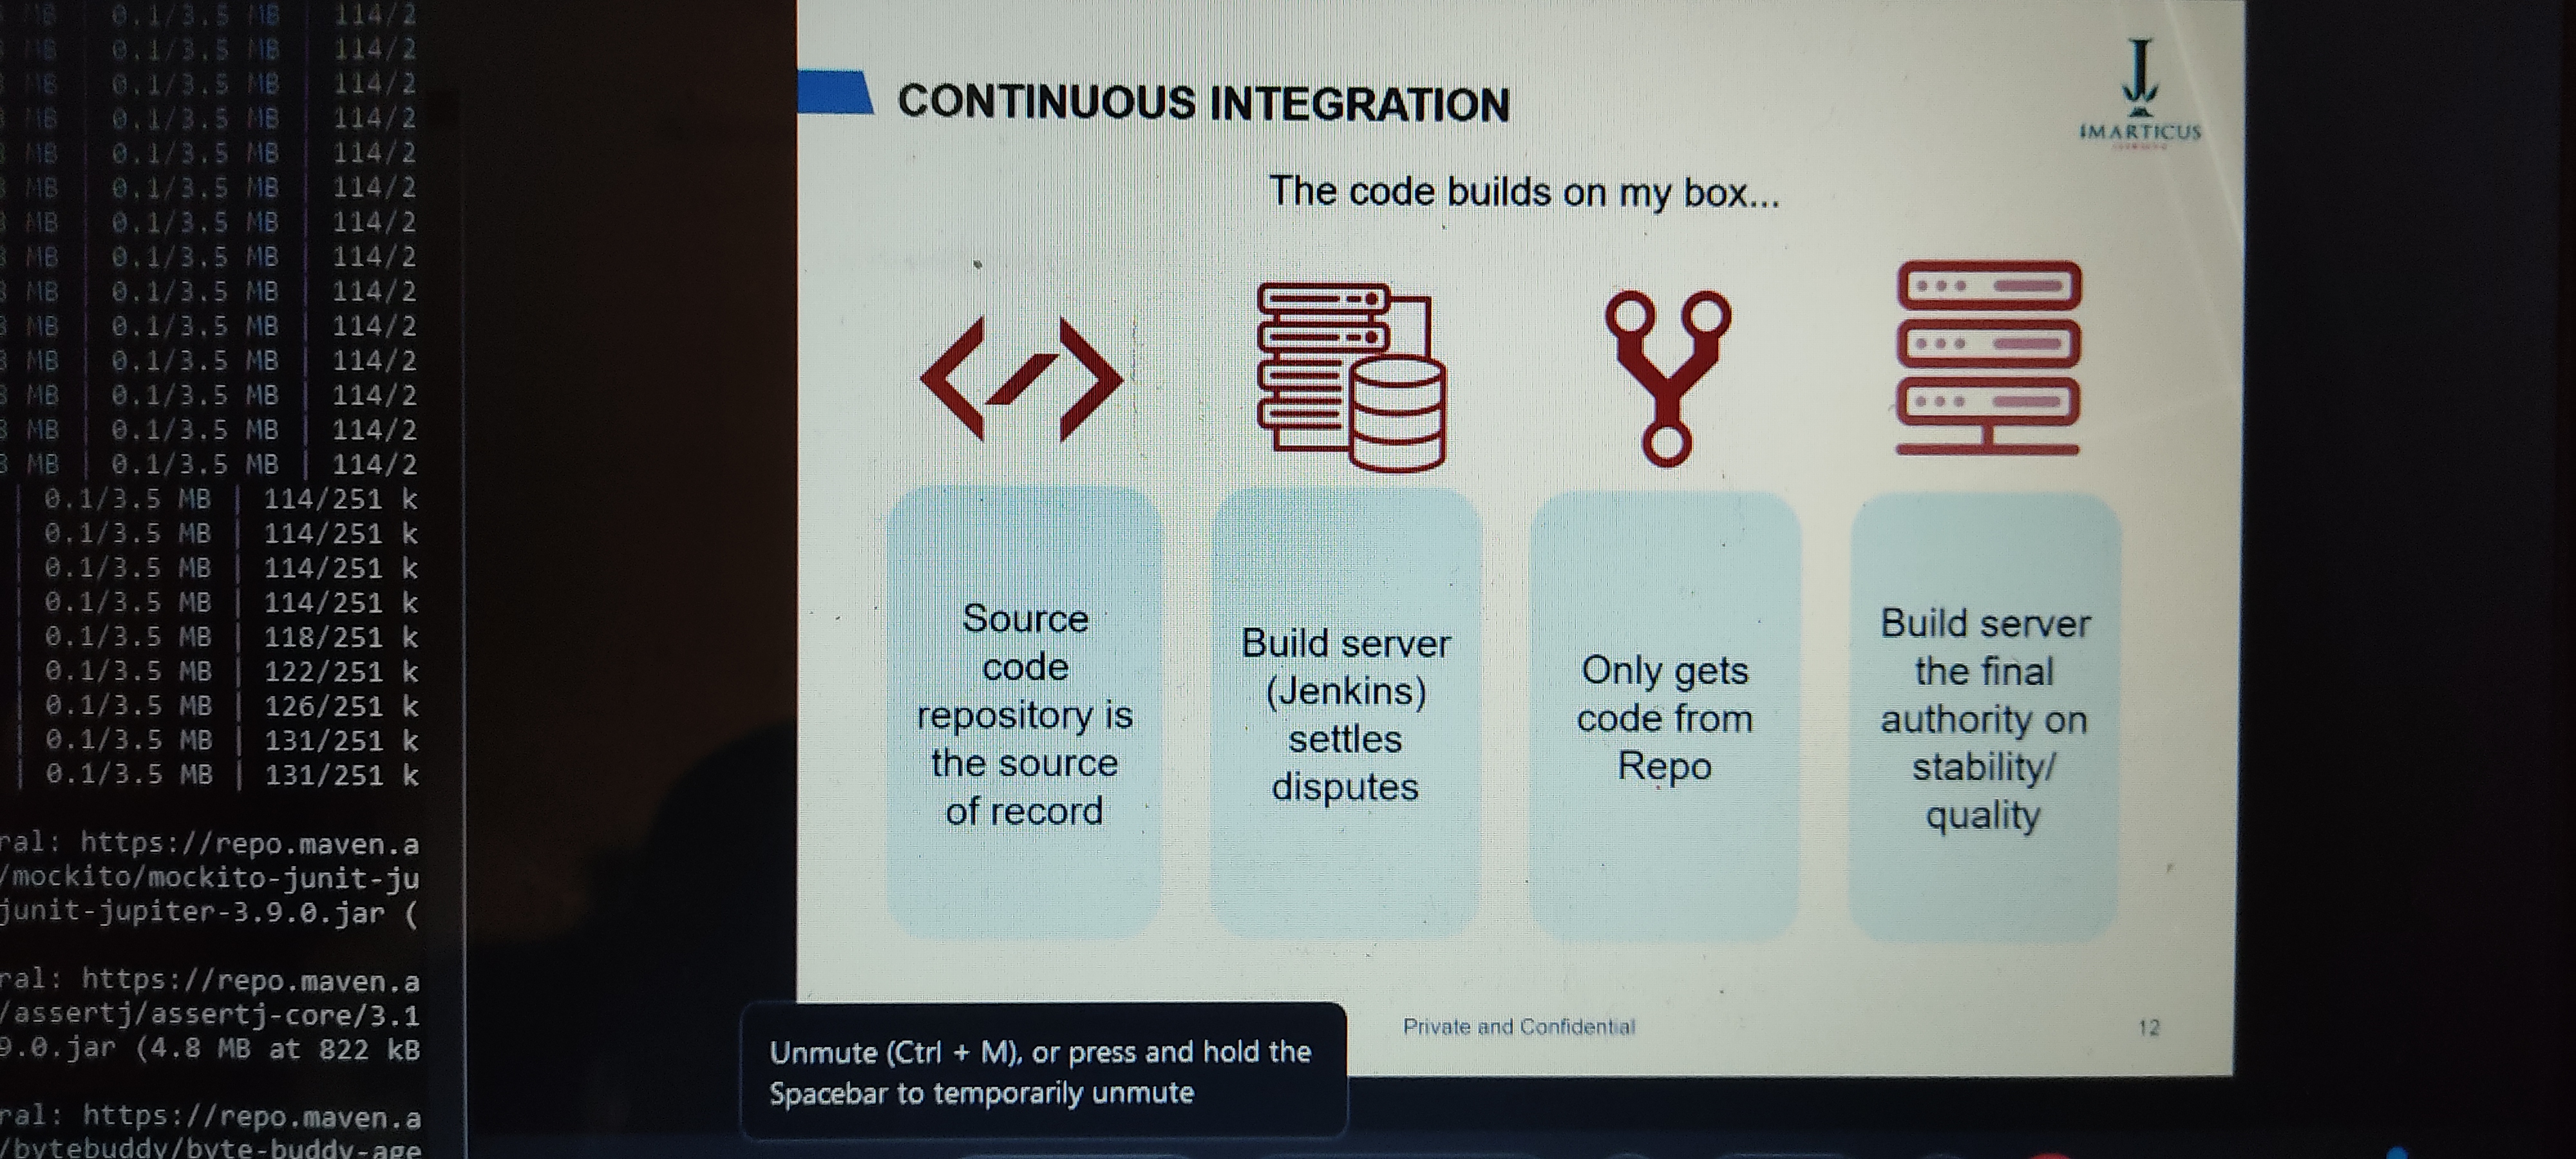 MB | 0.1/3.5 MB | 114/2
MB | 0.1/3.5 MB | 114/2
MB | 0.1/3.5 MB | 114/2
MB | 0.1/3.5 MB | 114/2
MB | 0.1/3.5 MB | 114/2
MB | 0.1/3.5 MB | 114/2
MB | 0.1/3.5 MB | 114/2
MB | 0.1/3.5 MB | 114/2
MB | 0.1/3.5 MB | 114/2
MB | 0.1/3.5 MB | 114/2
MB | 0.1/3.5 MB | 114/2
MB | 0.1/3.5 MB | 114/2
MB | 0.1/3.5 MB | 114/2
MB | 0.1/3.5 MB | 114/2
| 0.1/3.5 MB | 114/251 k
| 0.1/3.5 MB | 114/251 k
| 0.1/3.5 MB | 114/251 k
| 0.1/3.5 MB | 114/251 k
| 0.1/3.5 MB | 118/251 k
| 0.1/3.5 MB | 122/251 k
| 0.1/3.5 MB | 126/251 k
| 0.1/3.5 MB | 131/251 k
| 0.1/3.5 MB | 131/251 k
ral: https://repo.maven.a
/mockito/mockito-junit-ju
junit-jupiter-3.9.0.jar (
ral: https://repo.maven.a
/assertj/assertj-core/3.1
9.0.jar (4.8 MB at 822 kB
ral: https://repo.maven.a
/bytebuddy/byte-buddy-age
CONTINUOUS INTEGRATION
IMARTICUS
The code builds on my box...
Source
code
repository is
the source
of record
Build server
(Jenkins)
settles
disputes
Only gets
code from
Repo
Build server
the final
authority on
stability/
quality
Private and Confidential
12
Unmute (Ctrl + M), or press and hold the
Spacebar to temporarily unmute